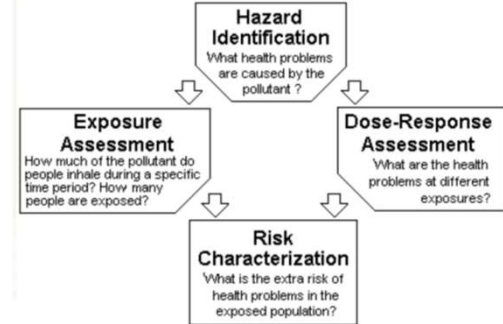 Hazard
Identification
What health problems
are caused by the
pollutant ?
Exposure
Assessment
How much of the pollutant do
people inhale during a specific
time period? How many
people are exposed?
Dose-Response
Assessment
What are the health
problems at different
exposures?
Risk
Characterization
What is the extra risk of
health problems in the
exposed population?